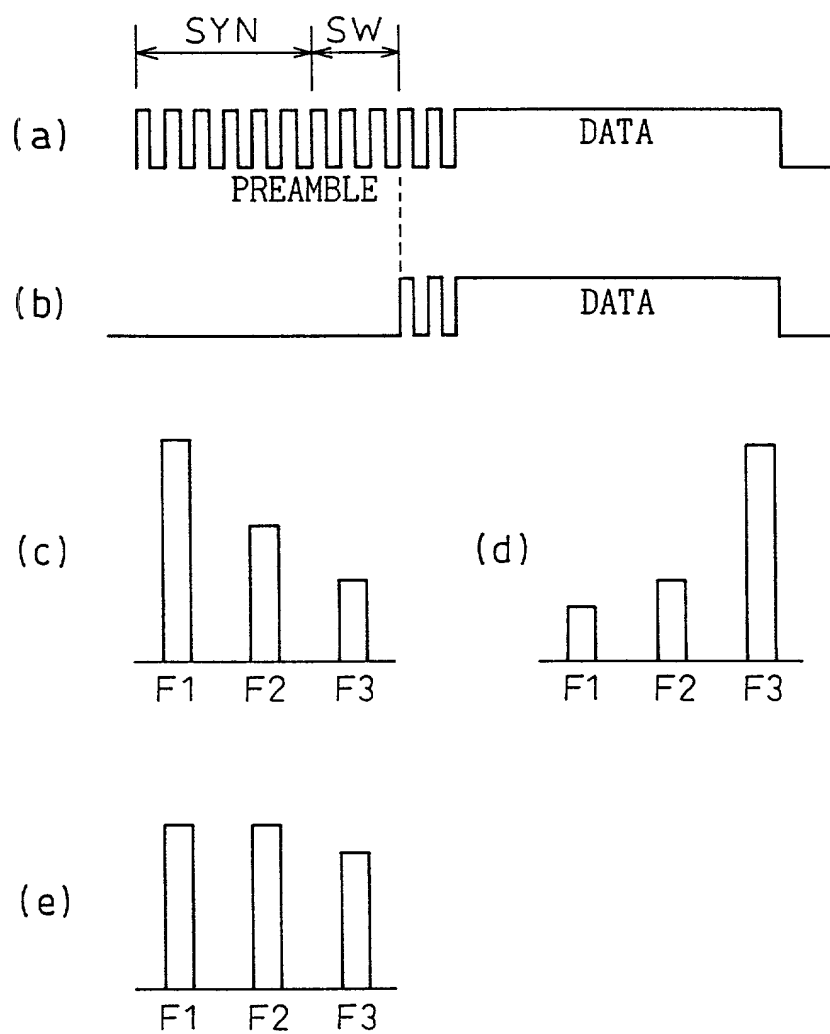 SYN SW
(a) DATA
PREAMBLE
(b) DATA
(c) (d)
F1 F2 F3 F1 F2 F3
(e)
F1 F2 F3